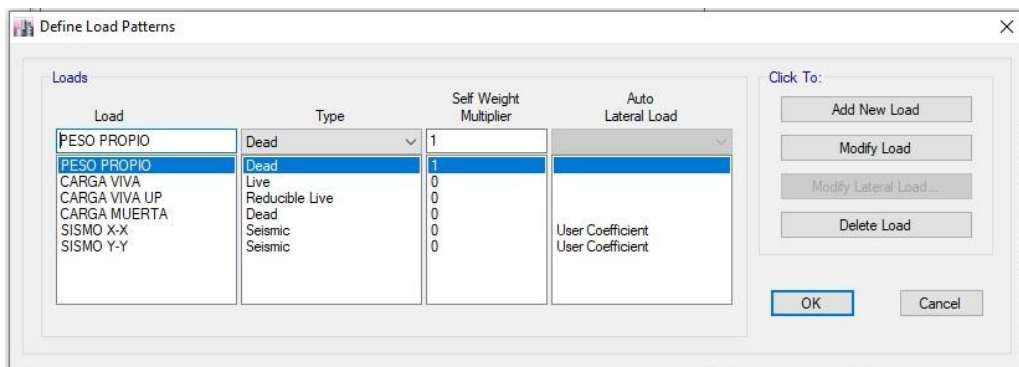 Define Load Patterns
Loads
Click To:
Load Type Self Weight Multiplier Auto Lateral Load
PESO PROPIO Dead 1
PESO PROPIO Dead 1
CARGA VIVA Live 0
CARGA VIVA UP Reducible Live 0
CARGA MUERTA Dead 0
SISMO X-X Seismic 0 User Coefficient
SISMO Y-Y Seismic 0 User Coefficient
Add New Load
Modify Load
Modify Lateral Load...
Delete Load
OK Cancel